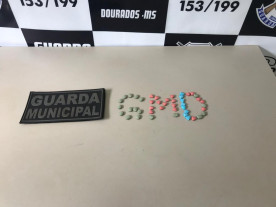 153/199
DOURADOS-MS
153/199
GUARDA
MUNICIPAL
GMD